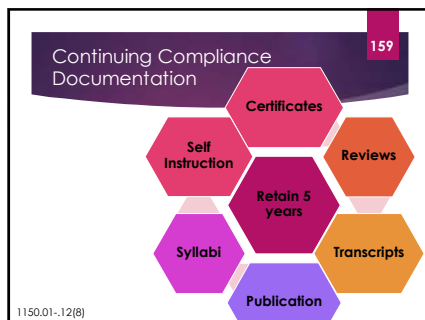 Continuing Compliance
Documentation
159
Certificates
Self
Instruction
Reviews
Retain 5
years
Syllabi
Transcripts
Publication
1150.01-.12(8)